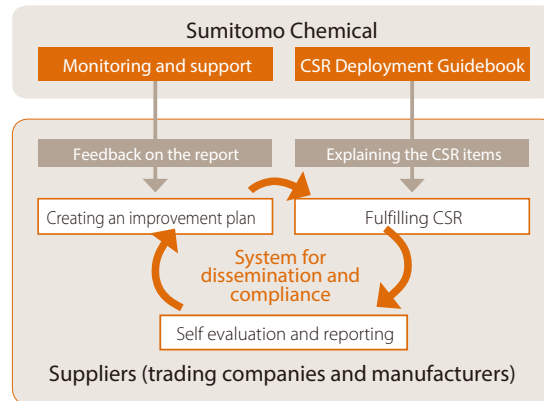 Sumitomo Chemical
Monitoring and support
CSR Deployment Guidebook
Feedback on the report
Explaining the CSR items
Creating an improvement plan
Fulfilling CSR
System for
dissemination and
compliance
Self evaluation and reporting
Suppliers (trading companies and manufacturers)